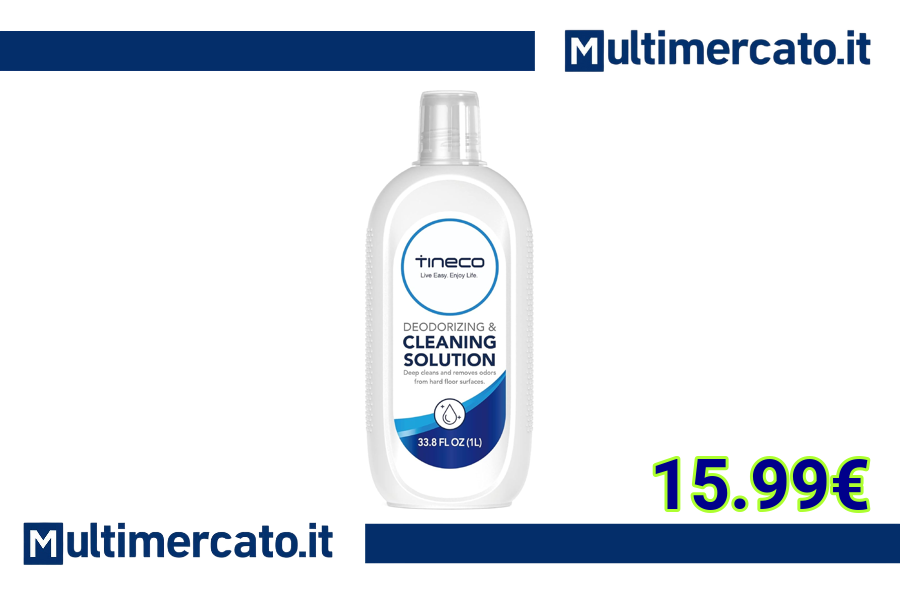 Multimercato.it
tineco
Live Easy. Enjoy Life.
DEODORIZING &
CLEANING
SOLUTION
Deep cleans and removes odors
from hard floor surfaces.
33.8 FL OZ (1L)
15.99€
Multimercato.it